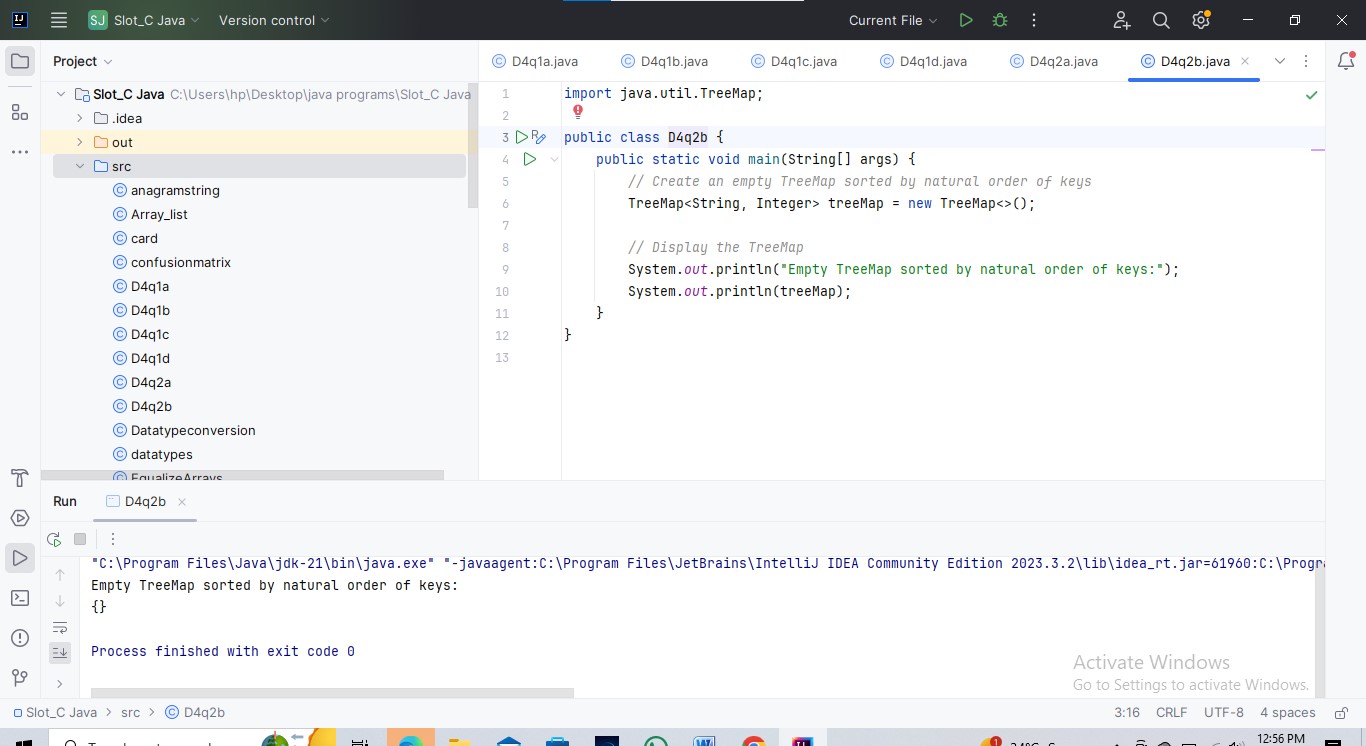 SJ Slot_C Java Version control Current File
Project
D4q1a.java D4q1b.java D4q1c.java D4q1d.java D4q2a.java D4q2b.java
Slot_C Java C:\Users\hp\Desktop\java programs\Slot_C Java
.idea
out
src
anagramstring
Array_list
card
confusionmatrix
D4q1a
D4q1b
D4q1c
D4q1d
D4q2a
D4q2b
Datatypeconversion
datatypes
EqualizeArrays
1 import java.util.TreeMap;
2
3 public class D4q2b {
4 public static void main(String[] args) {
5 // Create an empty TreeMap sorted by natural order of keys
6 TreeMap<String, Integer> treeMap = new TreeMap<>();
7
8 // Display the TreeMap
9 System.out.println("Empty TreeMap sorted by natural order of keys:");
10 System.out.println(treeMap);
11 }
12 }
13
Run D4q2b
"C:\Program Files\Java\jdk-21\bin\java.exe" "-javaagent:C:\Program Files\JetBrains\IntelliJ IDEA Community Edition 2023.3.2\lib\idea_rt.jar=61960:C:\Progra
Empty TreeMap sorted by natural order of keys:
{}
Process finished with exit code 0
Activate Windows
Go to Settings to activate Windows.
Slot_C Java > src > D4q2b 3:16 CRLF UTF-8 4 spaces
12:56 PM